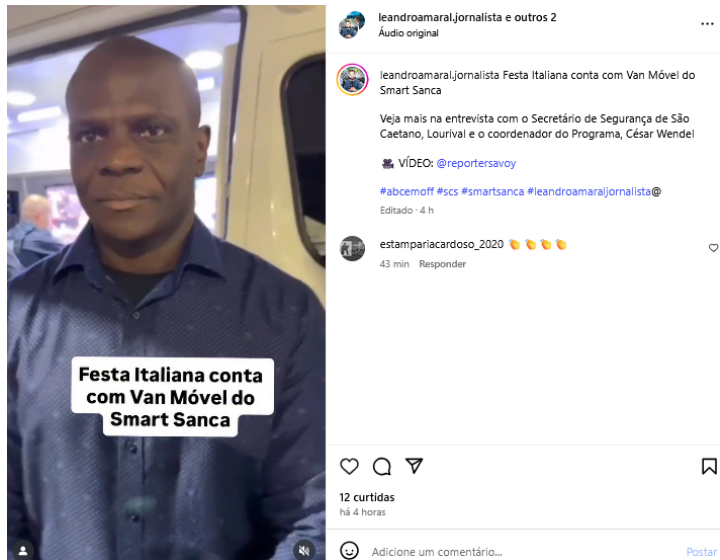 leandroamaral.jornalista e outros 2
Áudio original
leandroamaral.jornalista Festa Italiana conta com Van Móvel do
Smart Sanca
Veja mais na entrevista com o Secretário de Segurança de São
Caetano, Lourival e o coordenador do Programa, César Wendel
🎥 VÍDEO: @reportersavoy
#abcemoff #scs #smartsanca #leandroamaraljornalista@
Editado · 4 h
estampariacardoso_2020 👏 👏 👏 👏
43 min Responder
Festa Italiana conta
com Van Móvel do
Smart Sanca
12 curtidas
há 4 horas
Adicione um comentário...
Postar